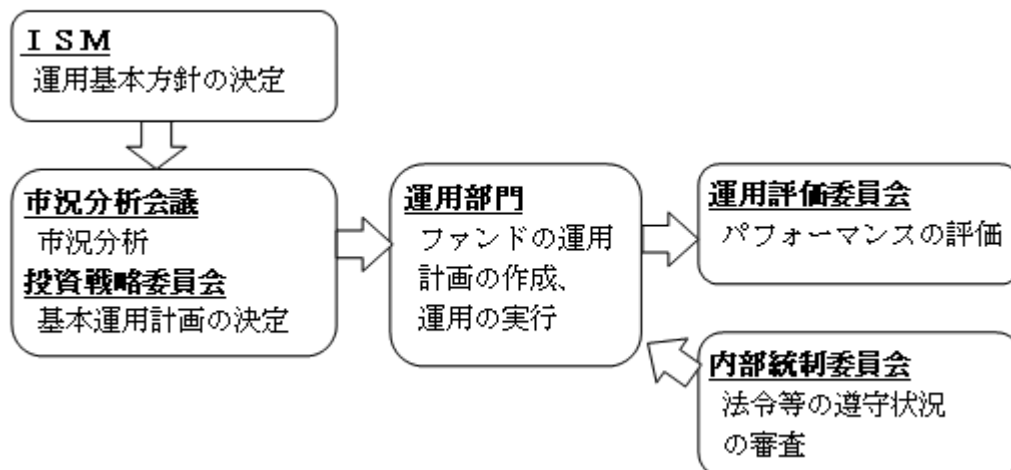 ＩＳＭ
運用基本方針の決定
市況分析会議
市況分析
投資戦略委員会
基本運用計画の決定
運用部門
ファンドの運用
計画の作成、
運用の実行
運用評価委員会
パフォーマンスの評価
内部統制委員会
法令等の遵守状況
の審査